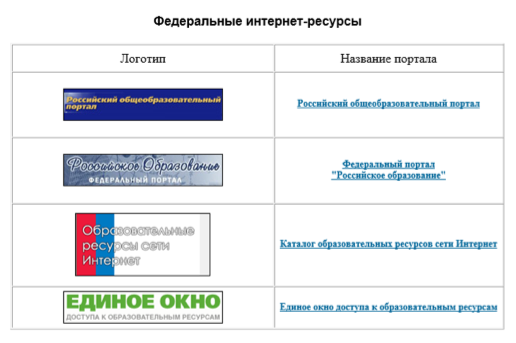 Федеральные интернет-ресурсы
Логотип
Название портала
Российский общеобразовательный
портал
Российский общеобразовательный портал
Российское Образование
ФЕДЕРАЛЬНЫЙ ПОРТАЛ
Федеральный портал
"Российское образование"
Образовательные
ресурсы сети
Интернет
Каталог образовательных ресурсов сети Интернет
ЕДИНОЕ ОКНО
ДОСТУПА К ОБРАЗОВАТЕЛЬНЫМ РЕСУРСАМ
Единое окно доступа к образовательным ресурсам